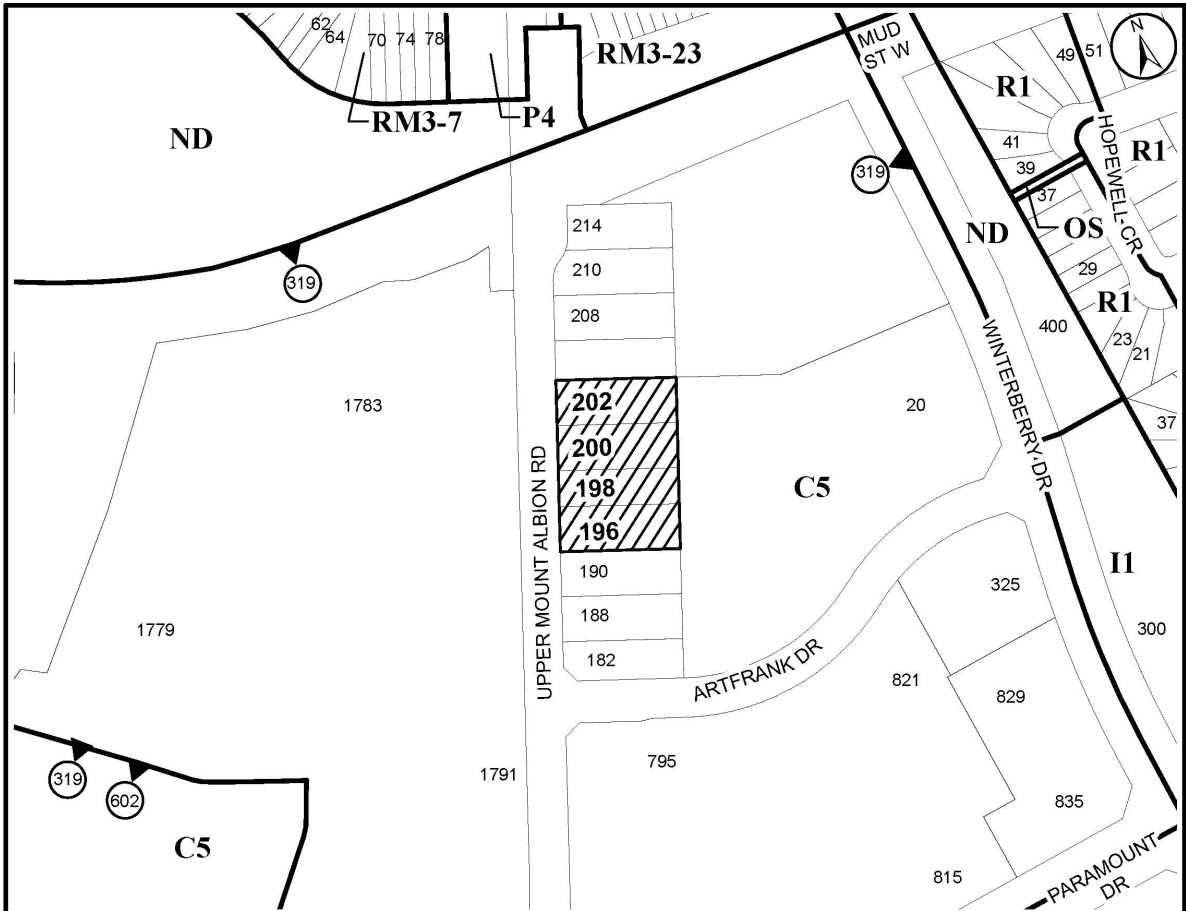 62
64
70
74
78
RM3-23
MUD
ST W
49
51
N
R1
RM3-7
P4
ND
HOPEWELL CR
41
R1
39
319
37
214
ND
OS
210
29
319
R1
208
400
23
21
WINTERBERRY DR
1783
202
20
37
200
UPPER MOUNT ALBION RD
198
C5
196
190
I1
325
188
1779
300
182
ARTFRANK DR
821
829
1791
795
319
602
835
C5
815
PARAMOUNT
DR